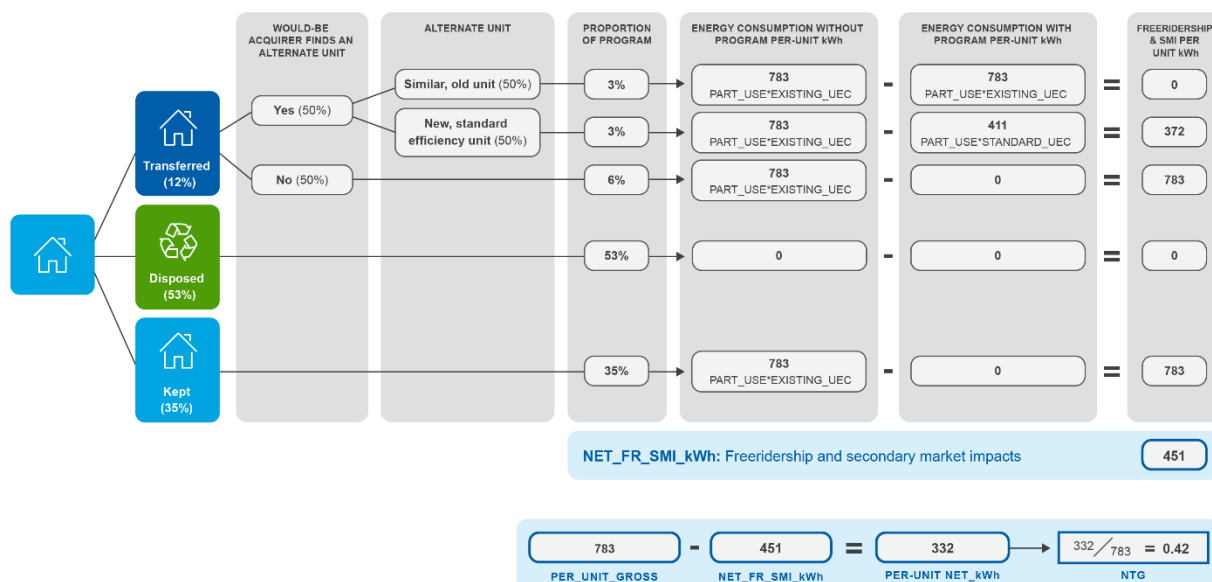 WOULD-BE
ACQUIRER FINDS AN
ALTERNATE UNIT
ALTERNATE UNIT
PROPORTION
OF PROGRAM
ENERGY CONSUMPTION WITHOUT
PROGRAM PER-UNIT kWh
ENERGY CONSUMPTION WITH
PROGRAM PER-UNIT kWh
FREERIDERSHIP
& SMI PER
UNIT kWh
Transferred
(12%)
Yes (50%)
Similar, old unit (50%)
3%
783
PART_USE*EXISTING_UEC
-
783
PART_USE*EXISTING_UEC
=
0
New, standard
efficiency unit (50%)
3%
783
PART_USE*EXISTING_UEC
-
411
PART_USE*STANDARD_UEC
=
372
No (50%)
6%
783
PART_USE*EXISTING_UEC
-
0
=
783
Disposed
(53%)
53%
0
-
0
=
0
Kept
(35%)
35%
783
PART_USE*EXISTING_UEC
-
0
=
783
NET_FR_SMI_kWh: Freeridership and secondary market impacts
451
783 - 451 = 332
332/783 = 0.42
PER_UNIT_GROSS
NET_FR_SMI_kWh
PER-UNIT NET_kWh
NTG